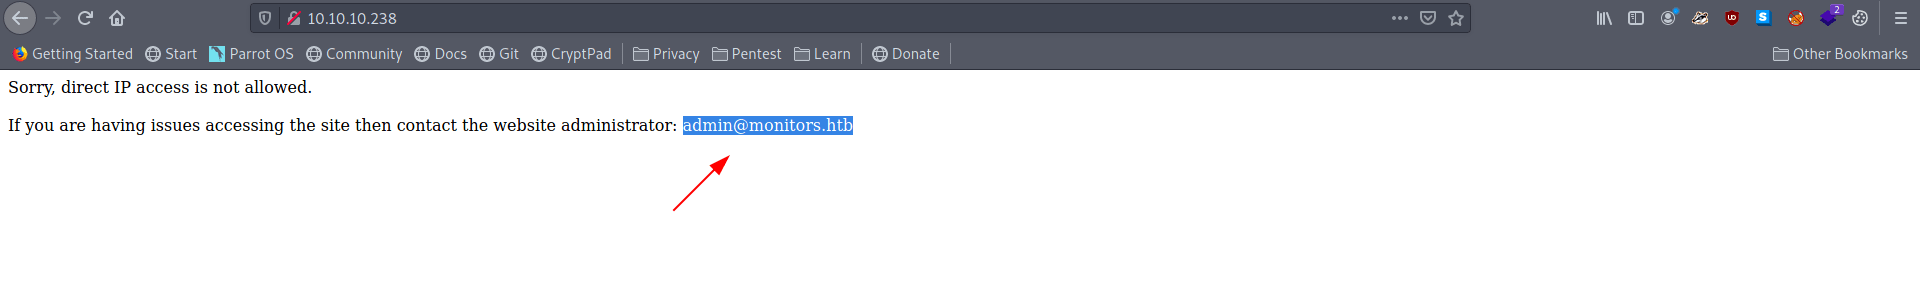 10.10.10.238
2
Getting Started Start Parrot OS Community Docs Git CryptPad Privacy Pentest Learn Donate Other Bookmarks
Sorry, direct IP access is not allowed.
If you are having issues accessing the site then contact the website administrator: admin@monitors.htb